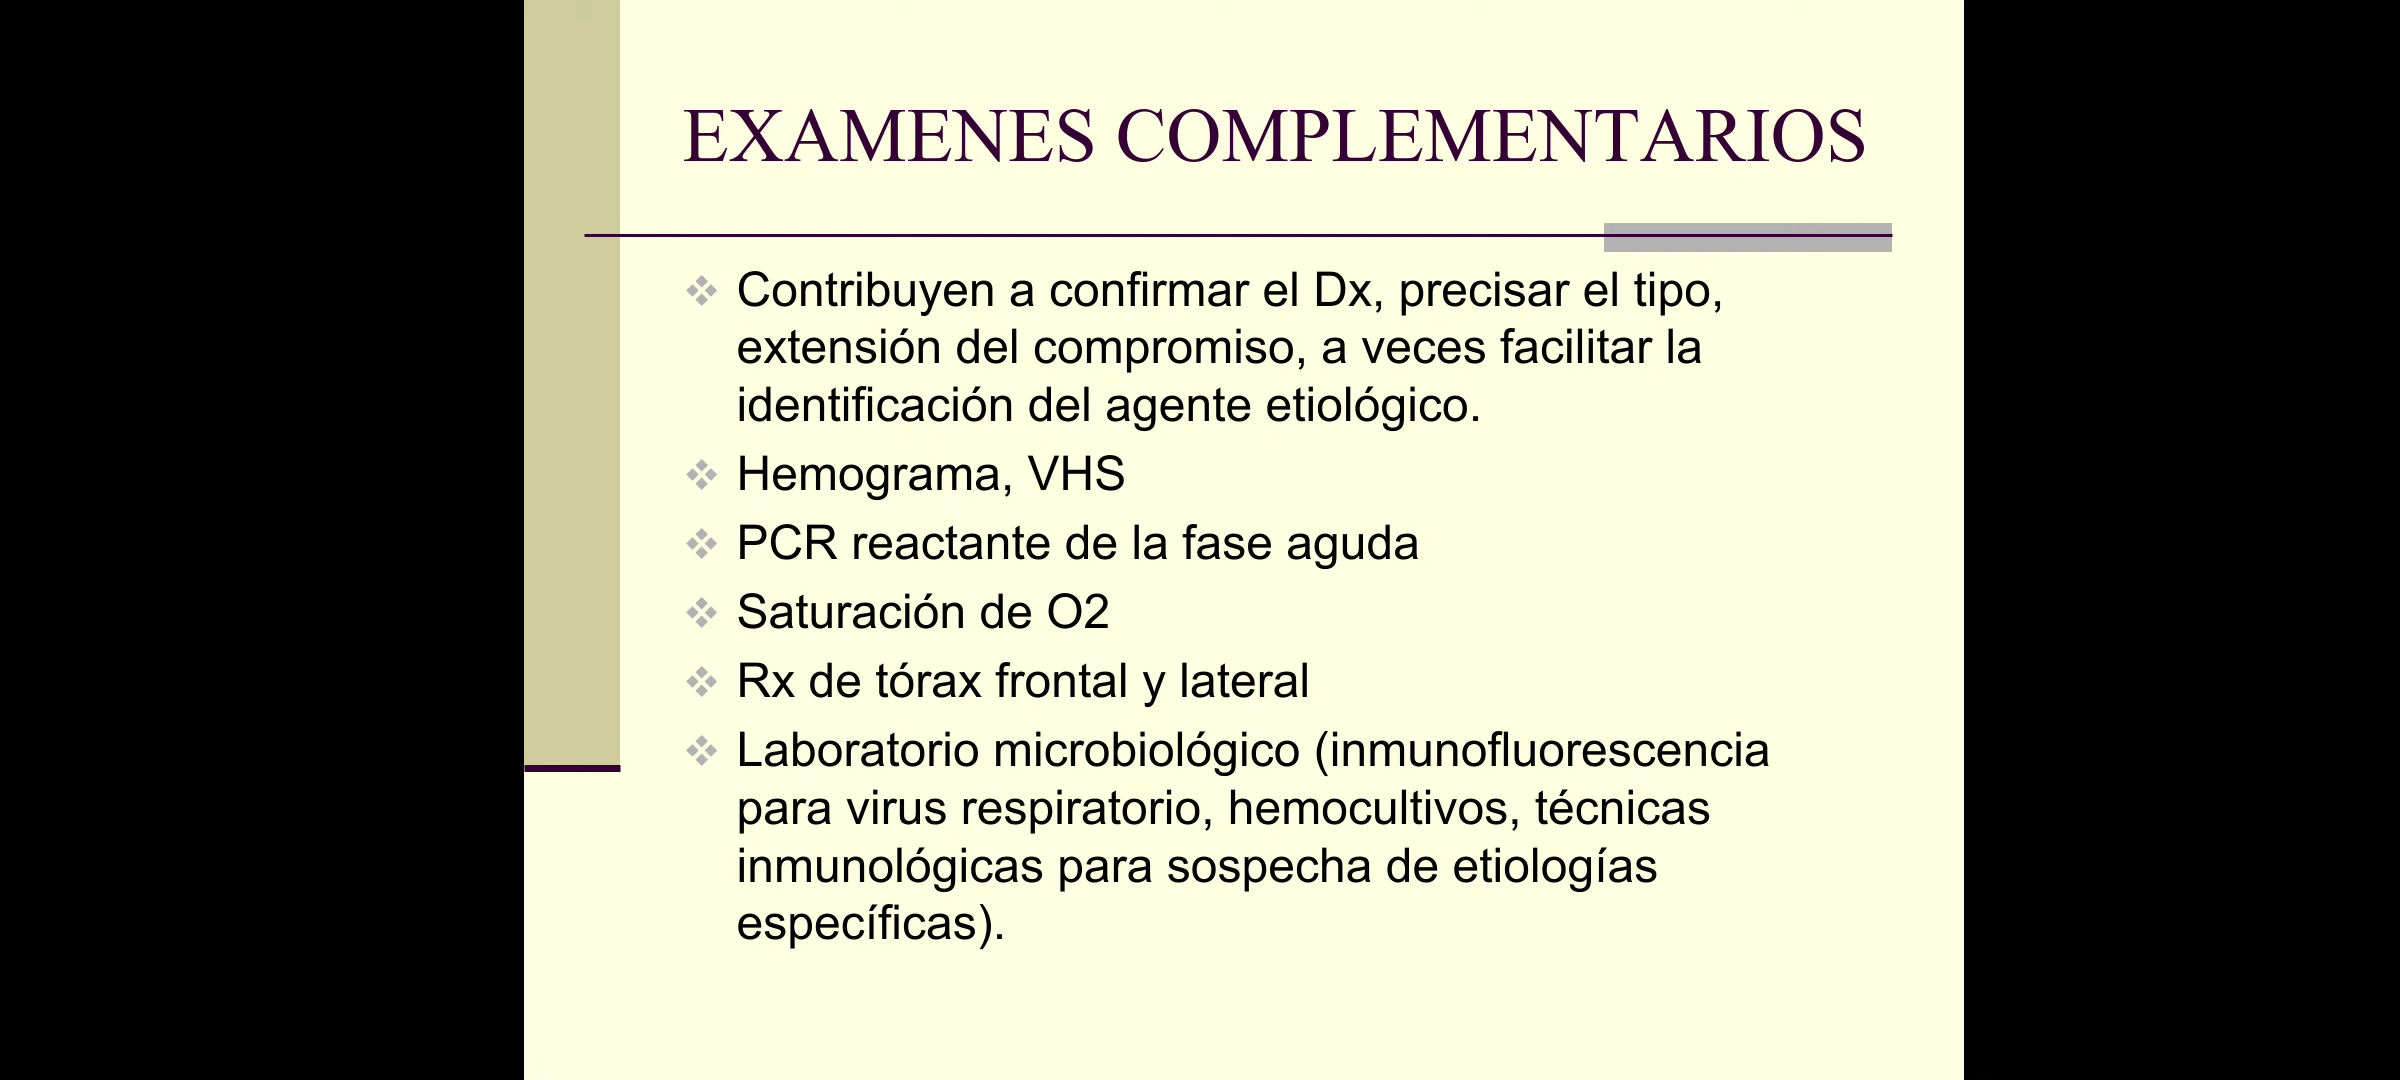 EXAMENES COMPLEMENTARIOS
Contribuyen a confirmar el Dx, precisar el tipo,
extensión del compromiso, a veces facilitar la
identificación del agente etiológico.
Hemograma, VHS
PCR reactante de la fase aguda
Saturación de O2
Rx de tórax frontal y lateral
Laboratorio microbiológico (inmunofluorescencia
para virus respiratorio, hemocultivos, técnicas
inmunológicas para sospecha de etiologías
específicas).